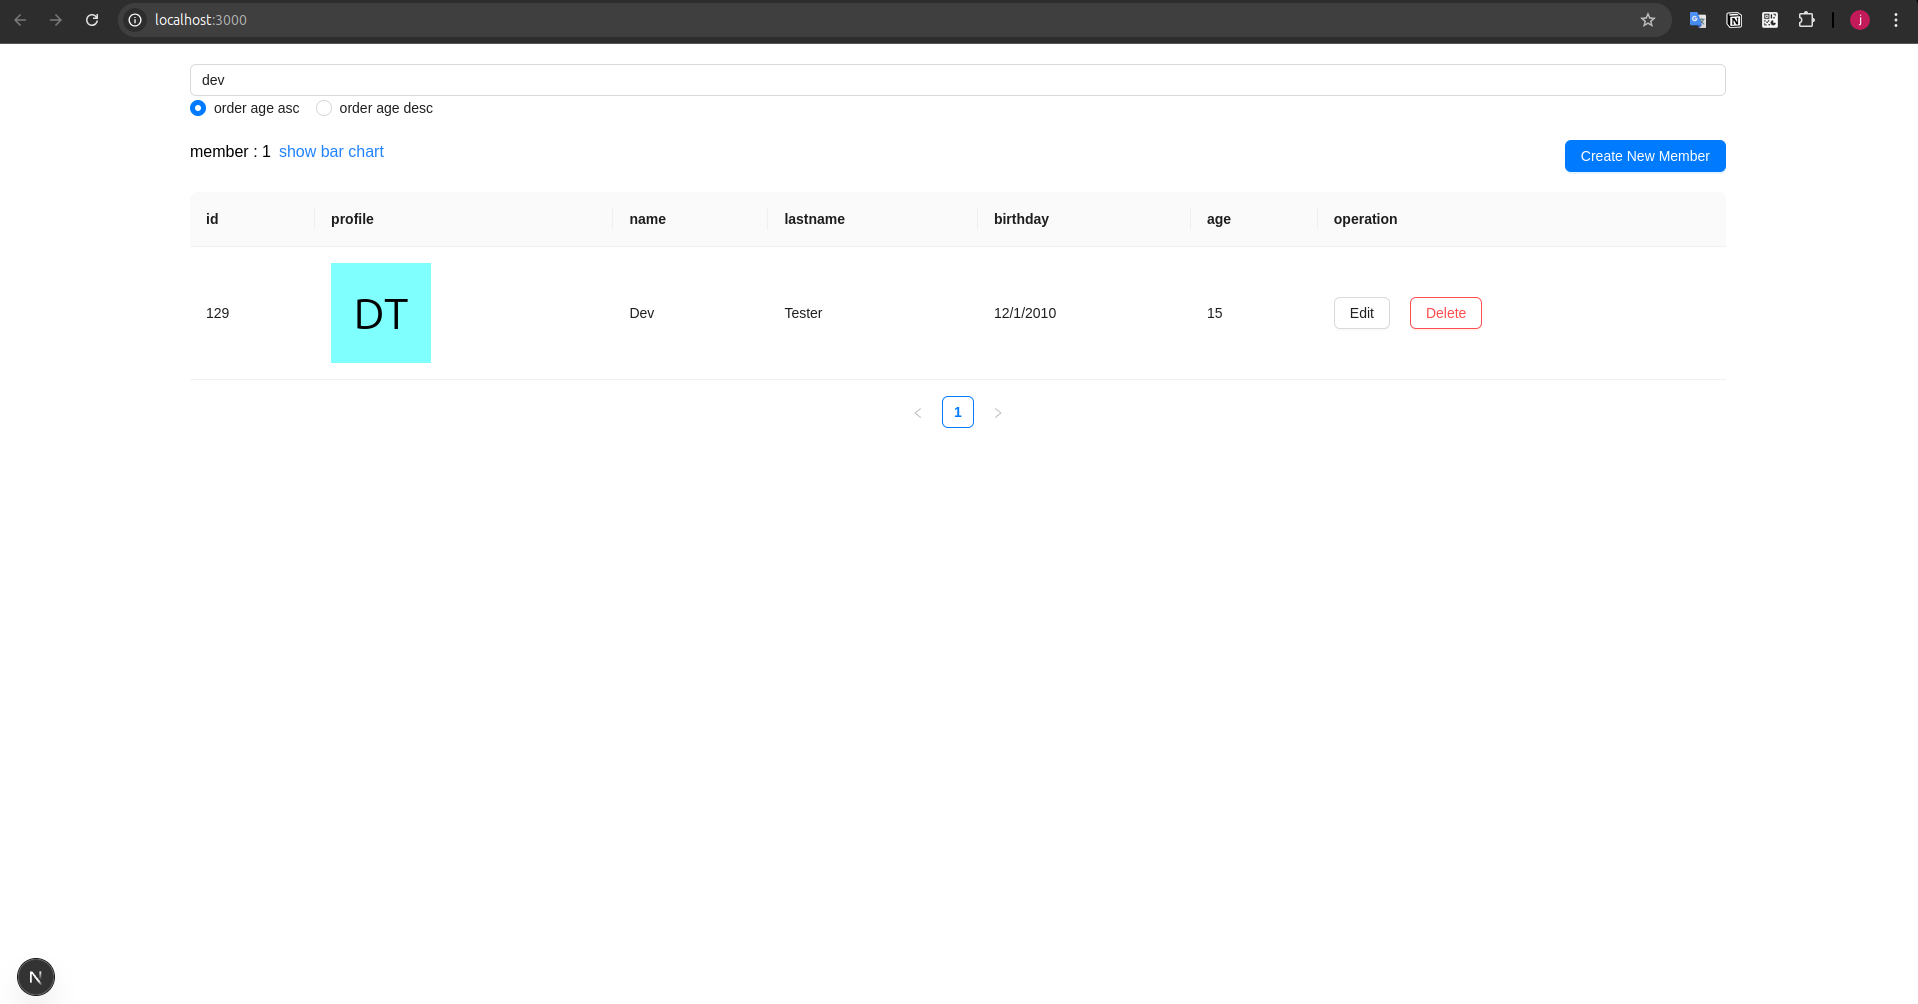 localhost:3000
dev
order age asc order age desc
member : 1 show bar chart Create New Member
id profile name lastname birthday age operation
129 DT Dev Tester 12/1/2010 15 Edit Delete
1
N